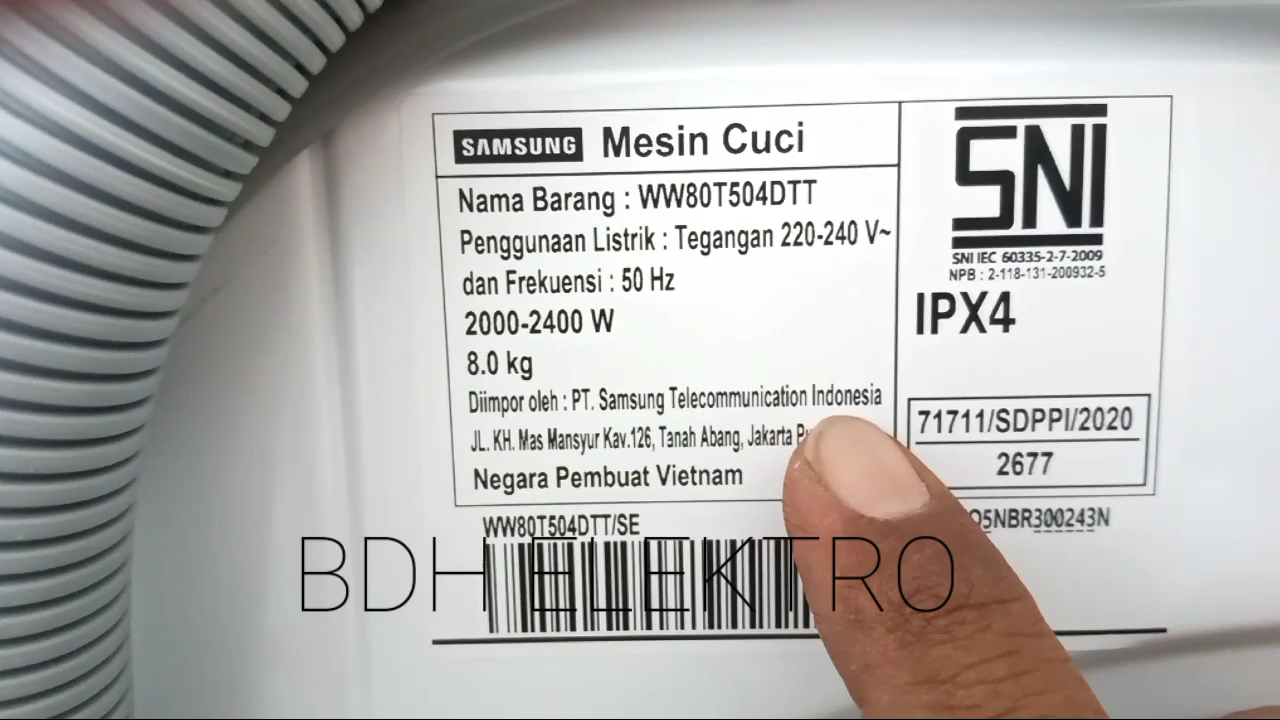 SAMSUNG Mesin Cuci
Nama Barang : WW80T504DTT
Penggunaan Listrik : Tegangan 220-240 V~
dan Frekuensi : 50 Hz
2000-2400 W
8.0 kg
Diimpor oleh : PT. Samsung Telecommunication Indonesia
JL. KH. Mas Mansyur Kav.126, Tanah Abang, Jakarta
Negara Pembuat Vietnam
SNI
SNI IEC 60335-2-7-2009
NPB : 2-118-131-200932-5
IPX4
71711/SDPPI/2020
2677
WW80T504DTT/SE
5NBR300243N
BDH ELEKTRO